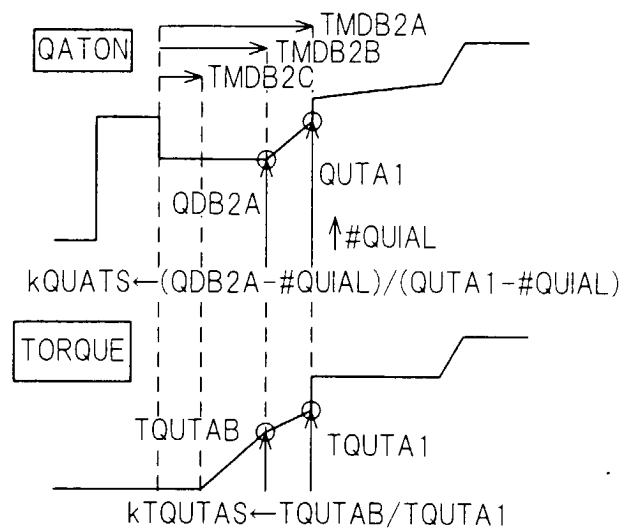 TMDB2A
QATON
TMDB2B
TMDB2C
QUTA1
QDB2A
↑#QUIAL
kQUATS←(QDB2A-#QUIAL)/(QUTA1-#QUIAL)
TORQUE
TQUTAB
TQUTA1
kTQUTAS←TQUTAB/TQUTA1